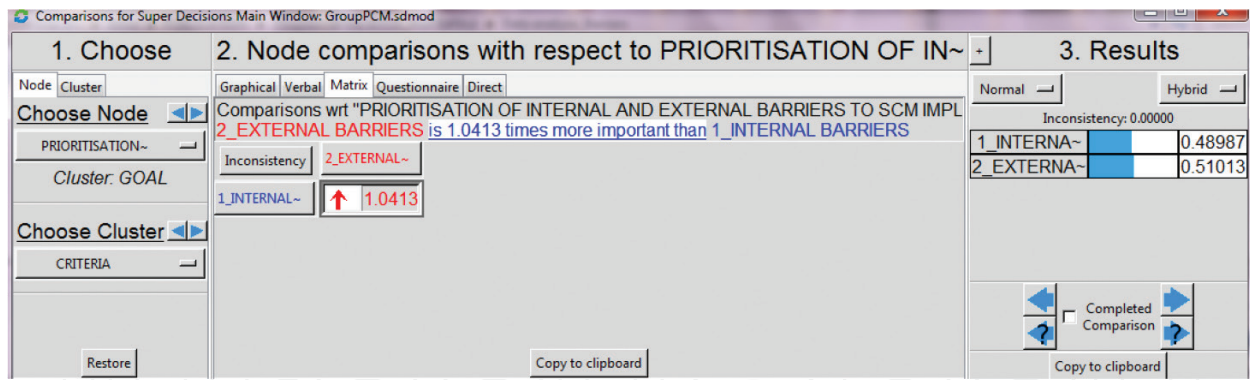 Comparisons for Super Decisions Main Window: GroupPCM.sdmod
1. Choose
Node Cluster
Choose Node
PRIORITISATION~
Cluster: GOAL
Choose Cluster
CRITERIA
Restore
2. Node comparisons with respect to PRIORITISATION OF IN~
Graphical Verbal Matrix Questionnaire Direct
Comparisons wrt "PRIORITISATION OF INTERNAL AND EXTERNAL BARRIERS TO SCM IMPL
2_EXTERNAL BARRIERS is 1.0413 times more important than 1_INTERNAL BARRIERS
Inconsistency 2_EXTERNAL~
1_INTERNAL~ 1.0413
Copy to clipboard
+ 3. Results
Normal Hybrid
Inconsistency: 0.00000
1_INTERNA~ 0.48987
2_EXTERNA~ 0.51013
Completed
Comparison
? ?
Copy to clipboard